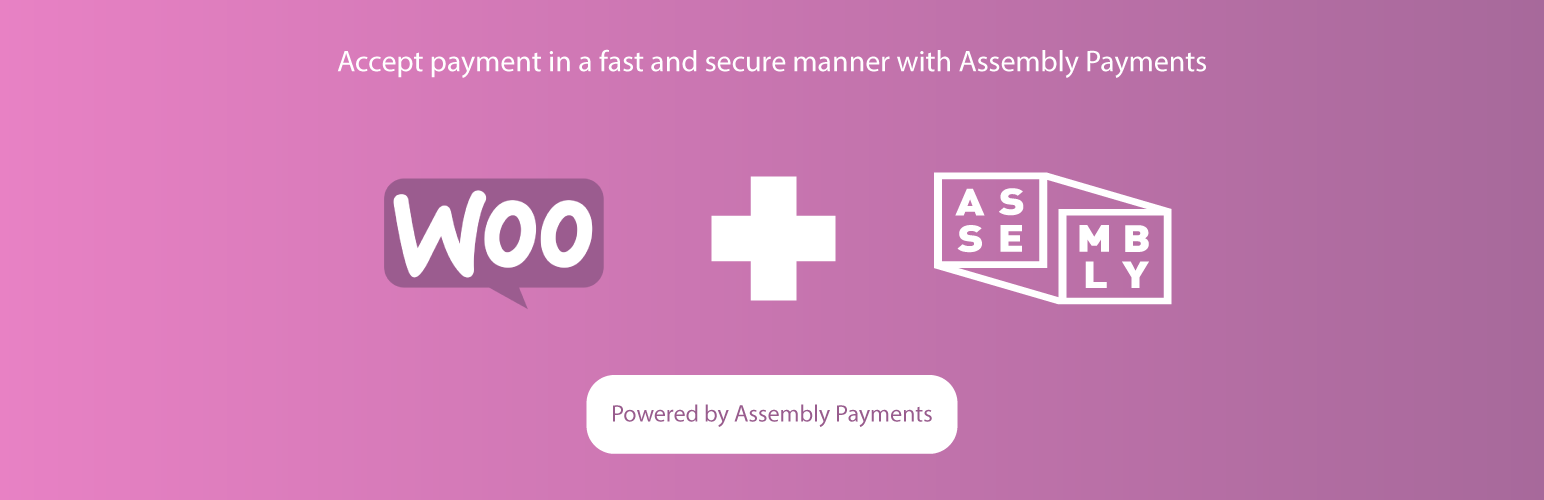 Accept payment in a fast and secure manner with Assembly Payments
WOO
AS
SE
MB
LY
Powered by Assembly Payments